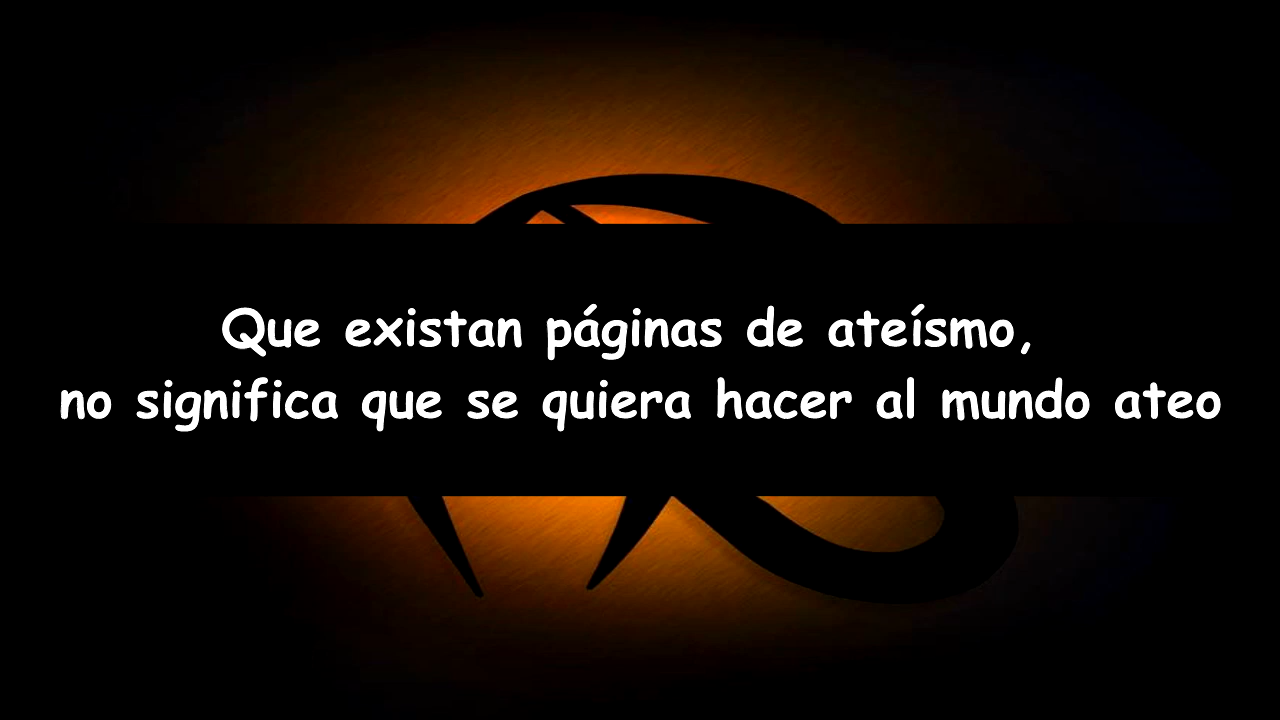 Que existan páginas de ateísmo,
no significa que se quiera hacer al mundo ateo